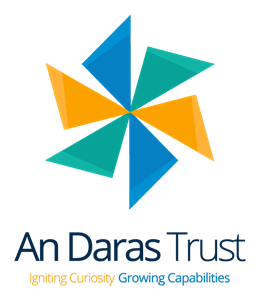 An Daras Trust
Igniting Curiosity Growing Capabilities